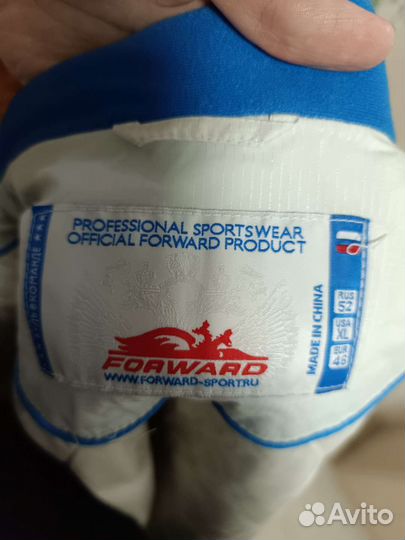 PROFESSIONAL SPORTSWEAR
OFFICIAL FORWARD PRODUCT
FORWARD
WWW.FORWARD-SPORT.RU
MADE IN CHINA
RUS
52
USA
XL
EUR
46
В КОМАНДЕ
Avito